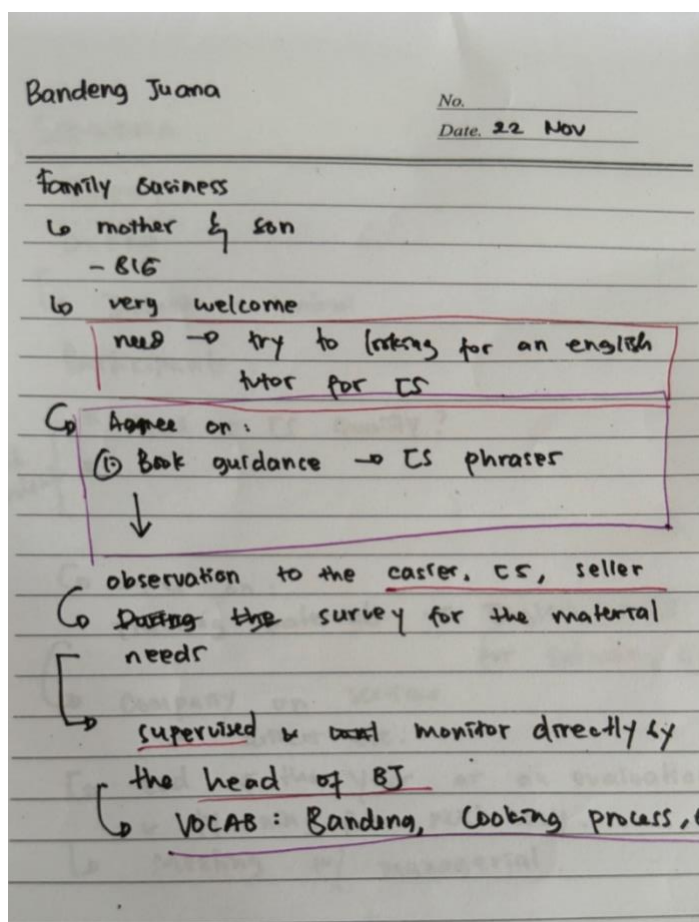 Bandeng Juana
No.
Date. 22 Nov
Family Business
↳ mother & son
- BIG
↳ very welcome
need → try to looking for an english
tutor for CS
↳ Agree on:
① Book guidance → CS phrases
↓
observation to the casier, CS, seller
↳ During the survey for the material
needs
↳ supervised & monitor directly by
the head of BJ
↳ VOCAB: Bandeng, Cooking process,